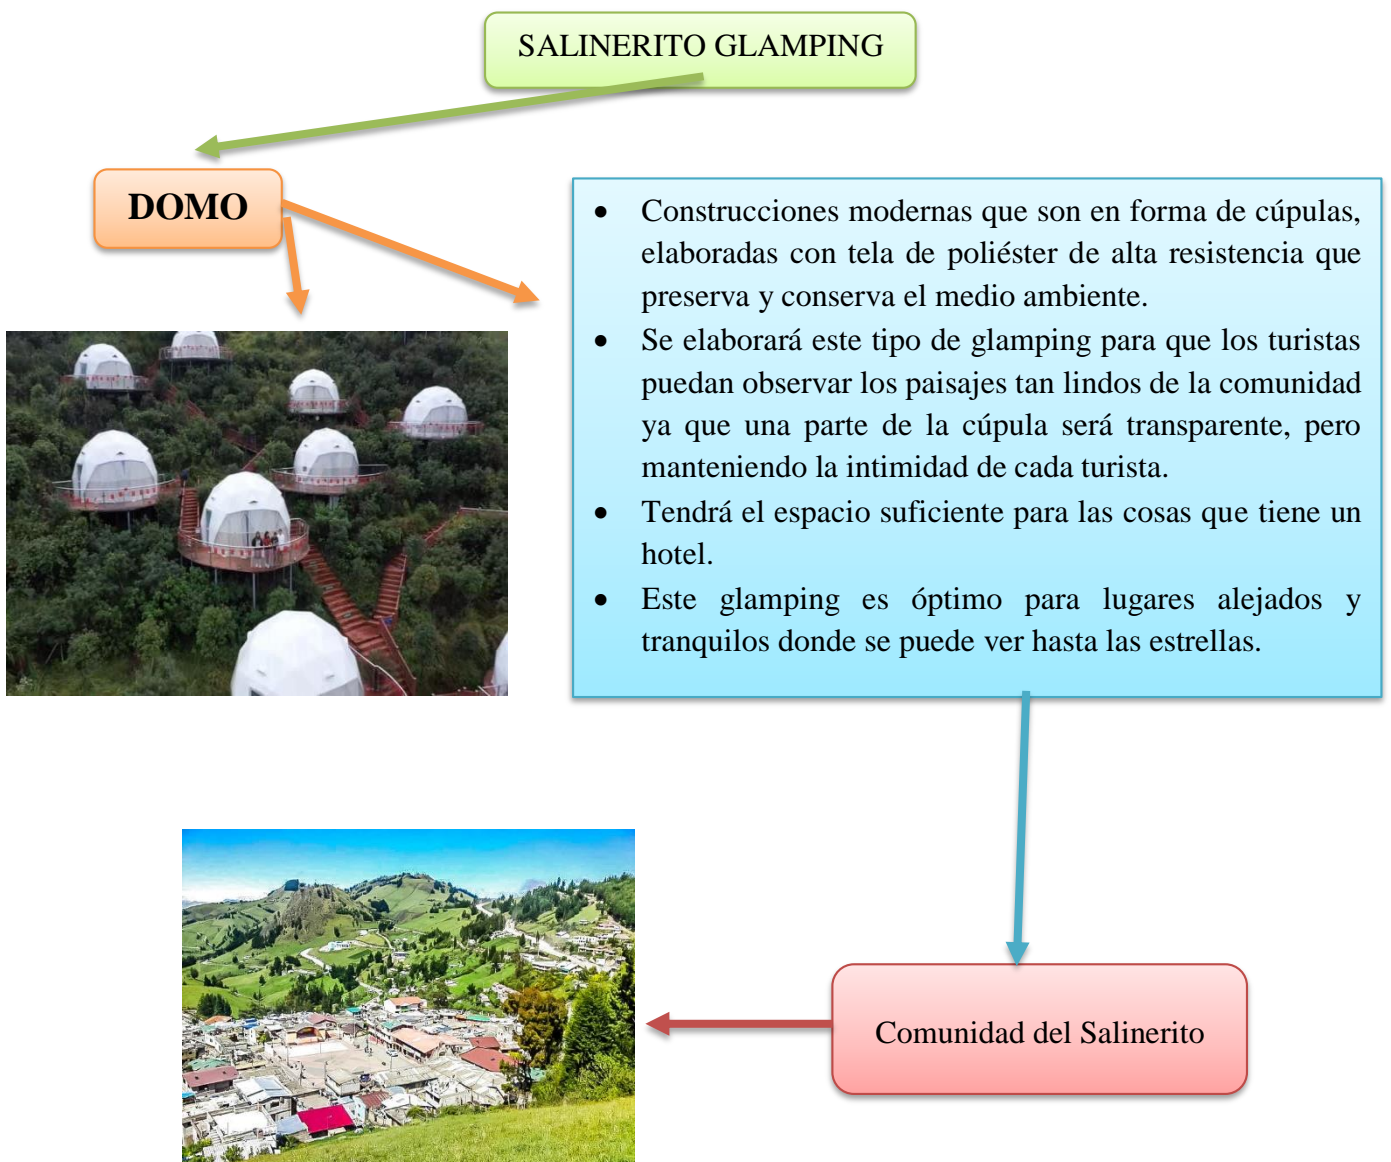 SALINERITO GLAMPING
DOMO
• Construcciones modernas que son en forma de cúpulas,
elaboradas con tela de poliéster de alta resistencia que
preserva y conserva el medio ambiente.
• Se elaborará este tipo de glamping para que los turistas
puedan observar los paisajes tan lindos de la comunidad
ya que una parte de la cúpula será transparente, pero
manteniendo la intimidad de cada turista.
• Tendrá el espacio suficiente para las cosas que tiene un
hotel.
• Este glamping es óptimo para lugares alejados y
tranquilos donde se puede ver hasta las estrellas.
Comunidad del Salinerito